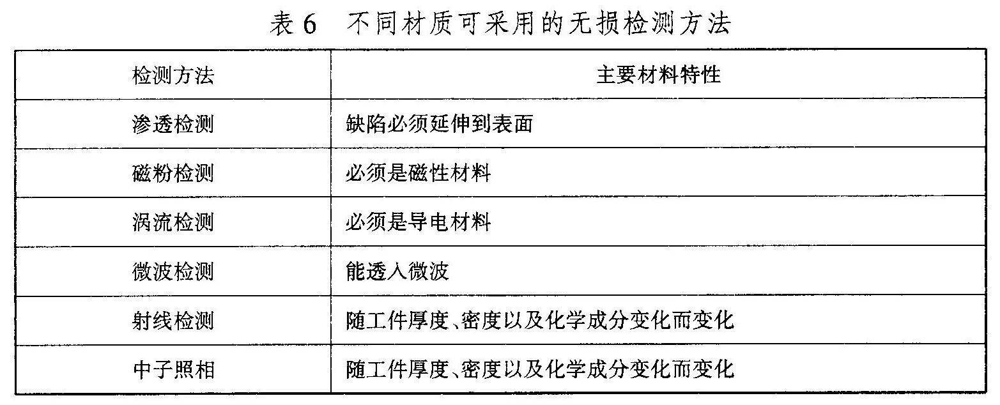 表6 不同材质可采用的无损检测方法
检测方法 主要材料特性
渗透检测 缺陷必须延伸到表面
磁粉检测 必须是磁性材料
涡流检测 必须是导电材料
微波检测 能透入微波
射线检测 随工件厚度、密度以及化学成分变化而变化
中子照相 随工件厚度、密度以及化学成分变化而变化